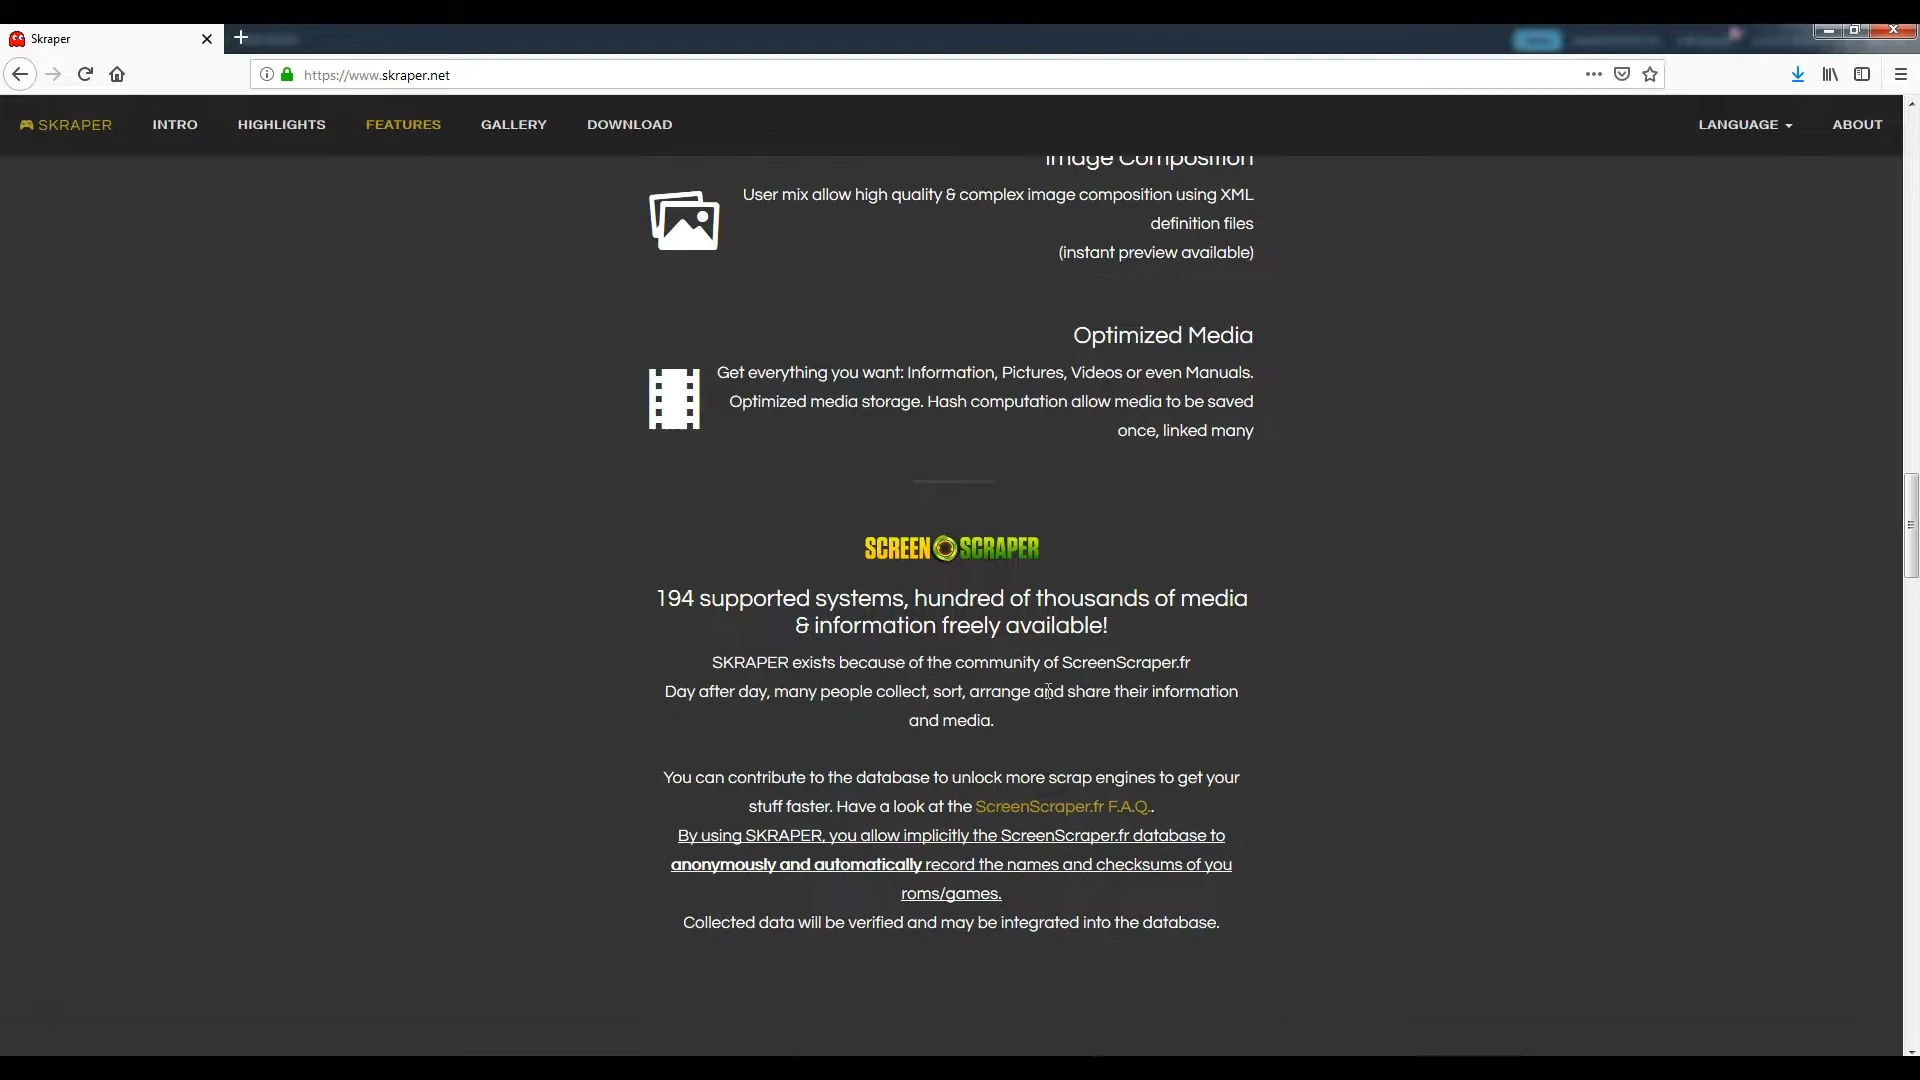 Skraper
https://www.skraper.net
SKRAPER INTRO HIGHLIGHTS FEATURES GALLERY DOWNLOAD LANGUAGE ABOUT
Image Composition
User mix allow high quality & complex image composition using XML
definition files
(instant preview available)
Optimized Media
Get everything you want: Information, Pictures, Videos or even Manuals.
Optimized media storage. Hash computation allow media to be saved
once, linked many
SCREEN SCRAPER
194 supported systems, hundred of thousands of media
& information freely available!
SKRAPER exists because of the community of ScreenScraper.fr
Day after day, many people collect, sort, arrange and share their information
and media.
You can contribute to the database to unlock more scrap engines to get your
stuff faster. Have a look at the ScreenScraper.fr F.A.Q..
By using SKRAPER, you allow implicitly the ScreenScraper.fr database to
anonymously and automatically record the names and checksums of you
roms/games.
Collected data will be verified and may be integrated into the database.